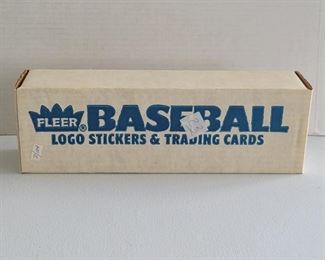 FLEER® BASEBALL
LOGO STICKERS & TRADING CARDS